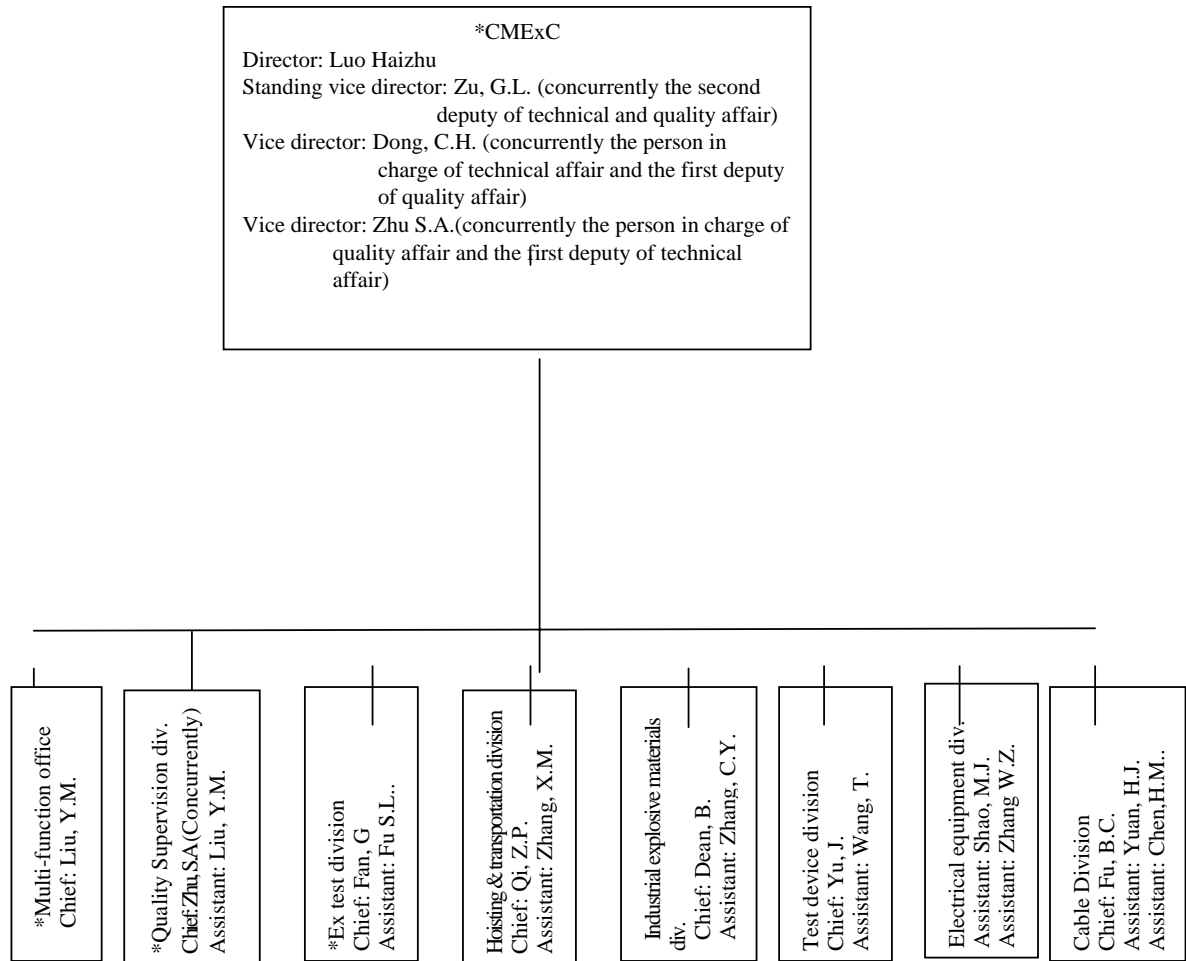 *CMExC
Director: Luo Haizhu
Standing vice director: Zu, G.L. (concurrently the second
deputy of technical and quality affair)
Vice director: Dong, C.H. (concurrently the person in
charge of technical affair and the first deputy
of quality affair)
Vice director: Zhu S.A.(concurrently the person in charge of
quality affair and the first deputy of technical
affair)
*Multi-function office
Chief: Liu, Y.M.
*Quality Supervision div.
Chief:Zhu,S.A(Concurrently)
Assistant: Liu, Y.M.
*Ex test division
Chief: Fan, G
Assistant: Fu S.L..
Hoisting & transportation division
Chief: Qi, Z.P.
Assistant: Zhang, X.M.
Industrial explosive materials
div.
Chief: Dean, B.
Assistant: Zhang, C.Y.
Test device division
Chief: Yu, J.
Assistant: Wang, T.
Electrical equipment div.
Assistant: Shao, M.J.
Assistant: Zhang W.Z.
Cable Division
Chief: Fu, B.C.
Assistant: Yuan, H.J.
Assistant: Chen,H.M..